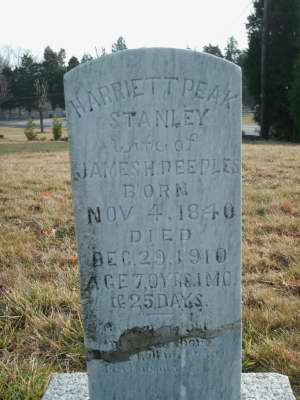 HARRIETT PEAK
STANLEY
wife of
JAMES H. PEEPLES
BORN
NOV 4. 1840
DIED
DEC. 29, 1910
AGE 70 YRS. 1 MO.
& 25 DAYS.